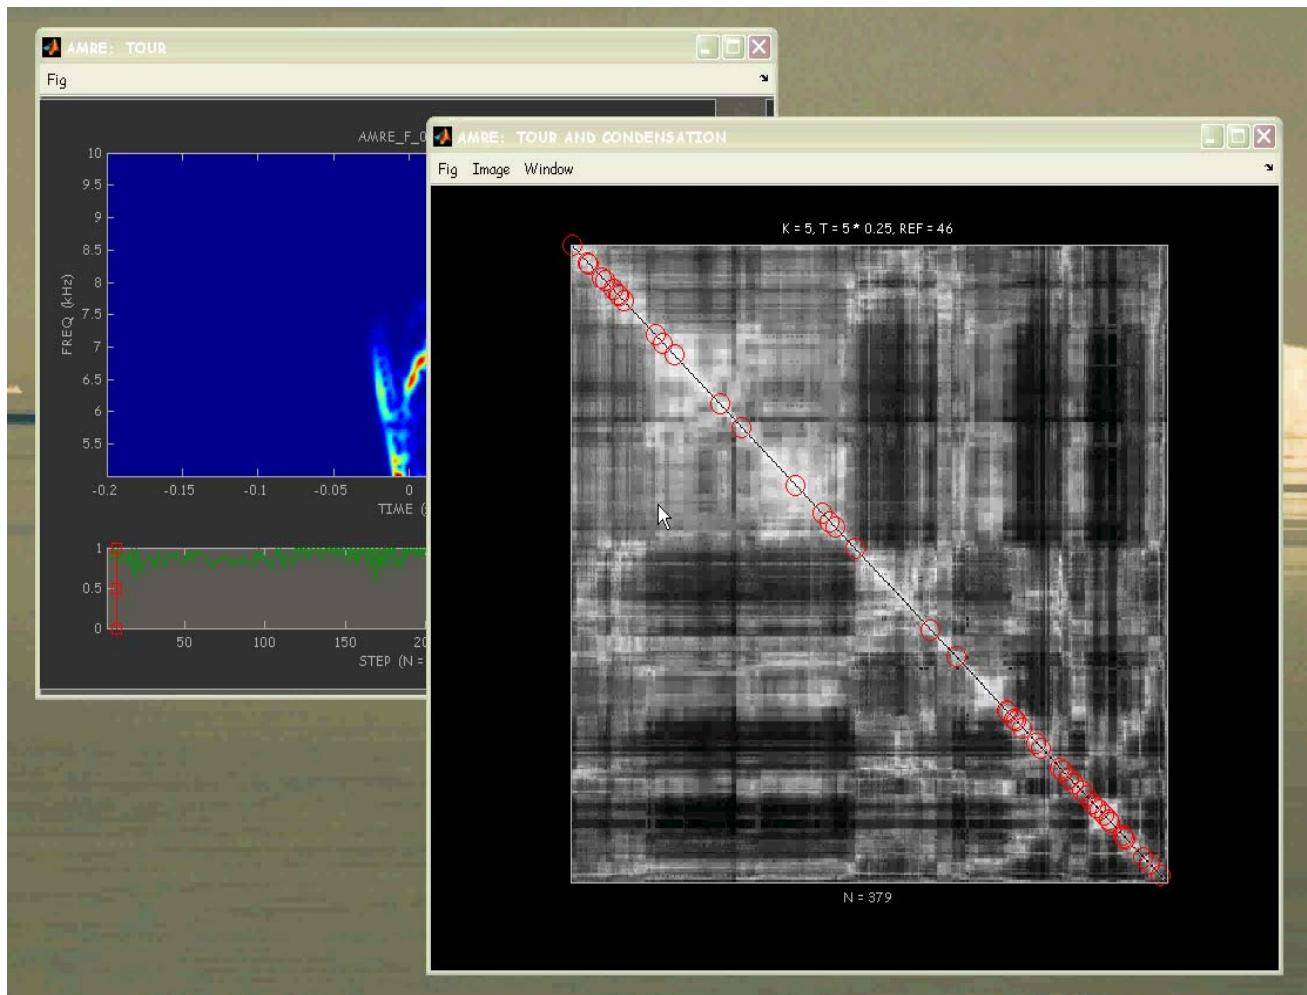 AMRE: TOUR
Fig
AMRE_F_0
10
9.5
9
8.5
8
7.5
7
6.5
6
5.5
FREQ (kHz)
-0.2 -0.15 -0.1 -0.05 0
TIME (
1
0.5
0
50 100 150 20
STEP (N =
AMRE: TOUR AND CONDENSATION
Fig Image Window
K = 5, T = 5 * 0.25, REF = 46
N = 379